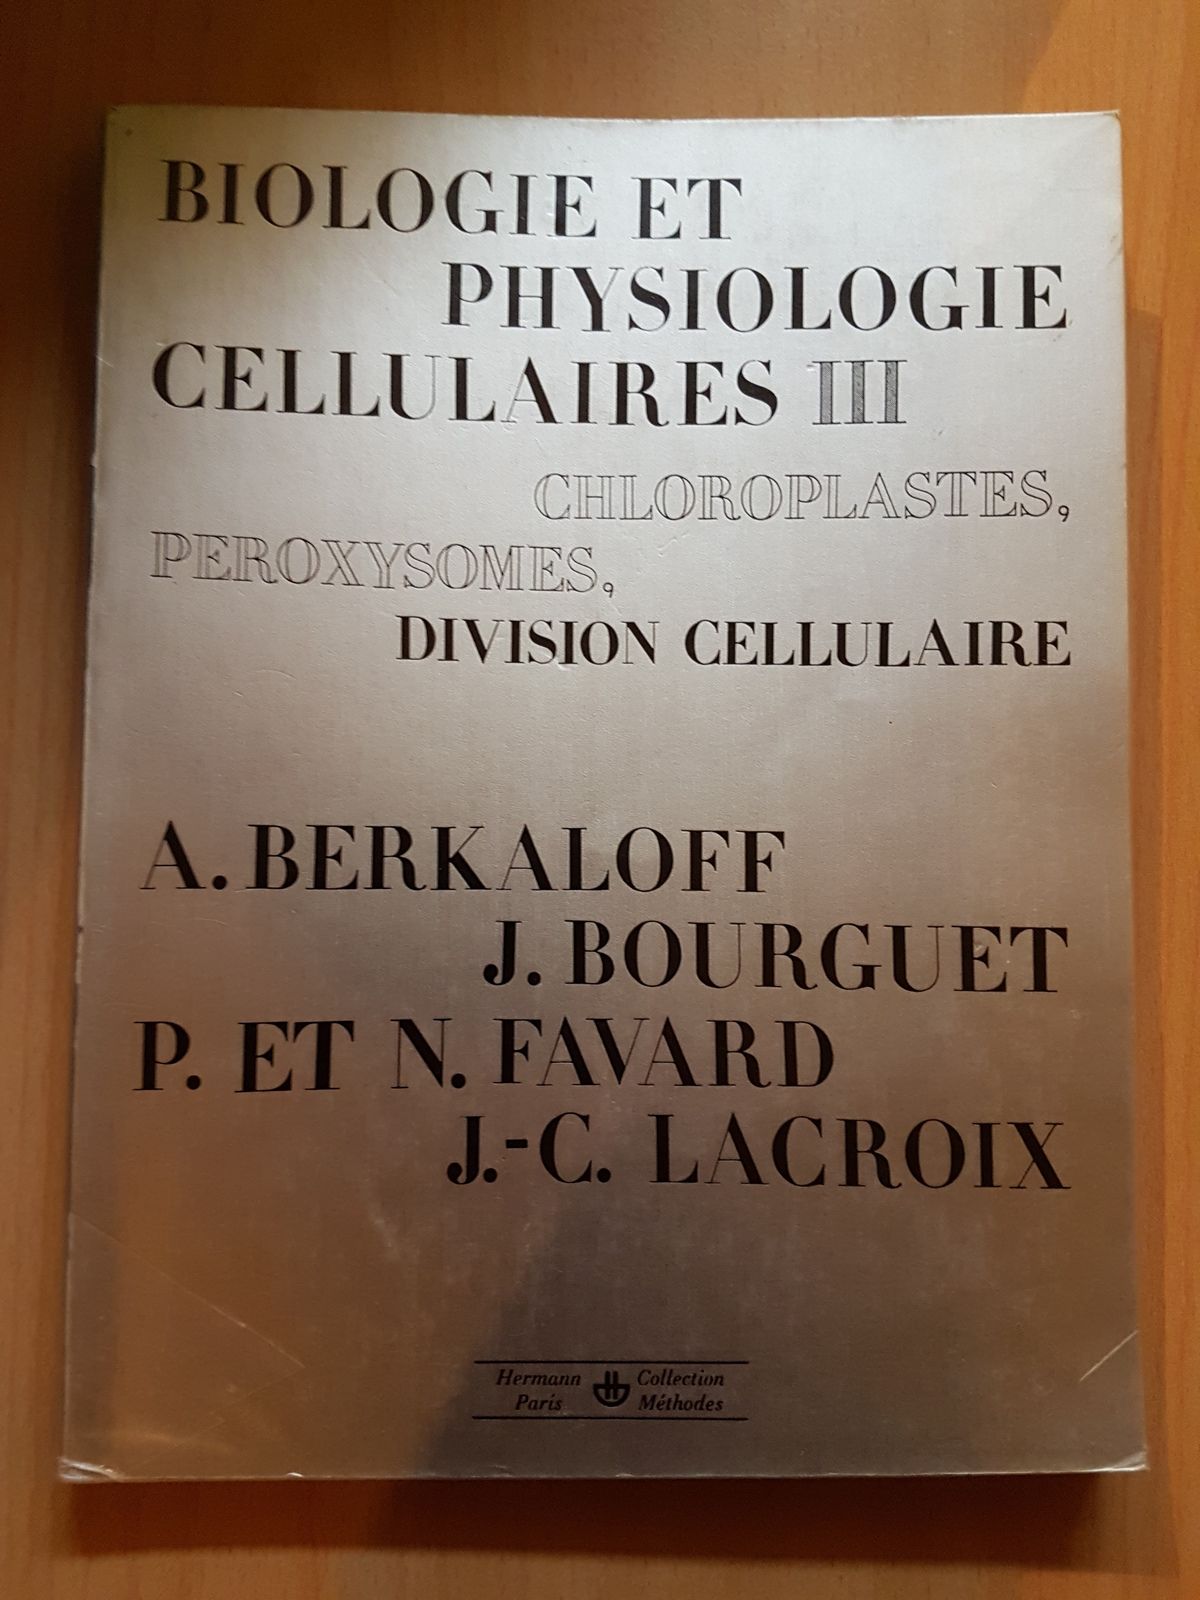 BIOLOGIE ET
PHYSIOLOGIE
CELLULAIRES III
CHLOROPLASTES,
PEROXYSOMES,
DIVISION CELLULAIRE
A. BERKALOFF
J. BOURGUET
P. ET N. FAVARD
J.-C. LACROIX
Hermann
Paris
Collection
Méthodes